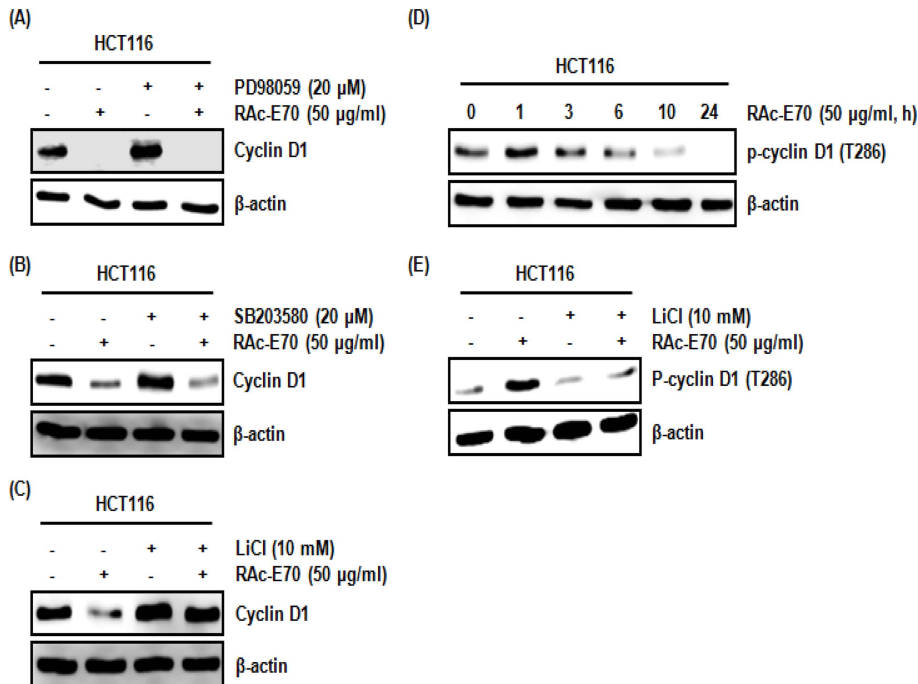 (A)
HCT116
- - + + PD98059 (20 µM)
- + - + RAc-E70 (50 µg/ml)
Cyclin D1
β-actin
(B)
HCT116
- - + + SB203580 (20 µM)
- + - + RAc-E70 (50 µg/ml)
Cyclin D1
β-actin
(C)
HCT116
- - + + LiCl (10 mM)
- + - + RAc-E70 (50 µg/ml)
Cyclin D1
β-actin
(D)
HCT116
0 1 3 6 10 24 RAc-E70 (50 µg/ml, h)
p-cyclin D1 (T286)
β-actin
(E)
HCT116
- - + + LiCl (10 mM)
- + - + RAc-E70 (50 µg/ml)
P-cyclin D1 (T286)
β-actin